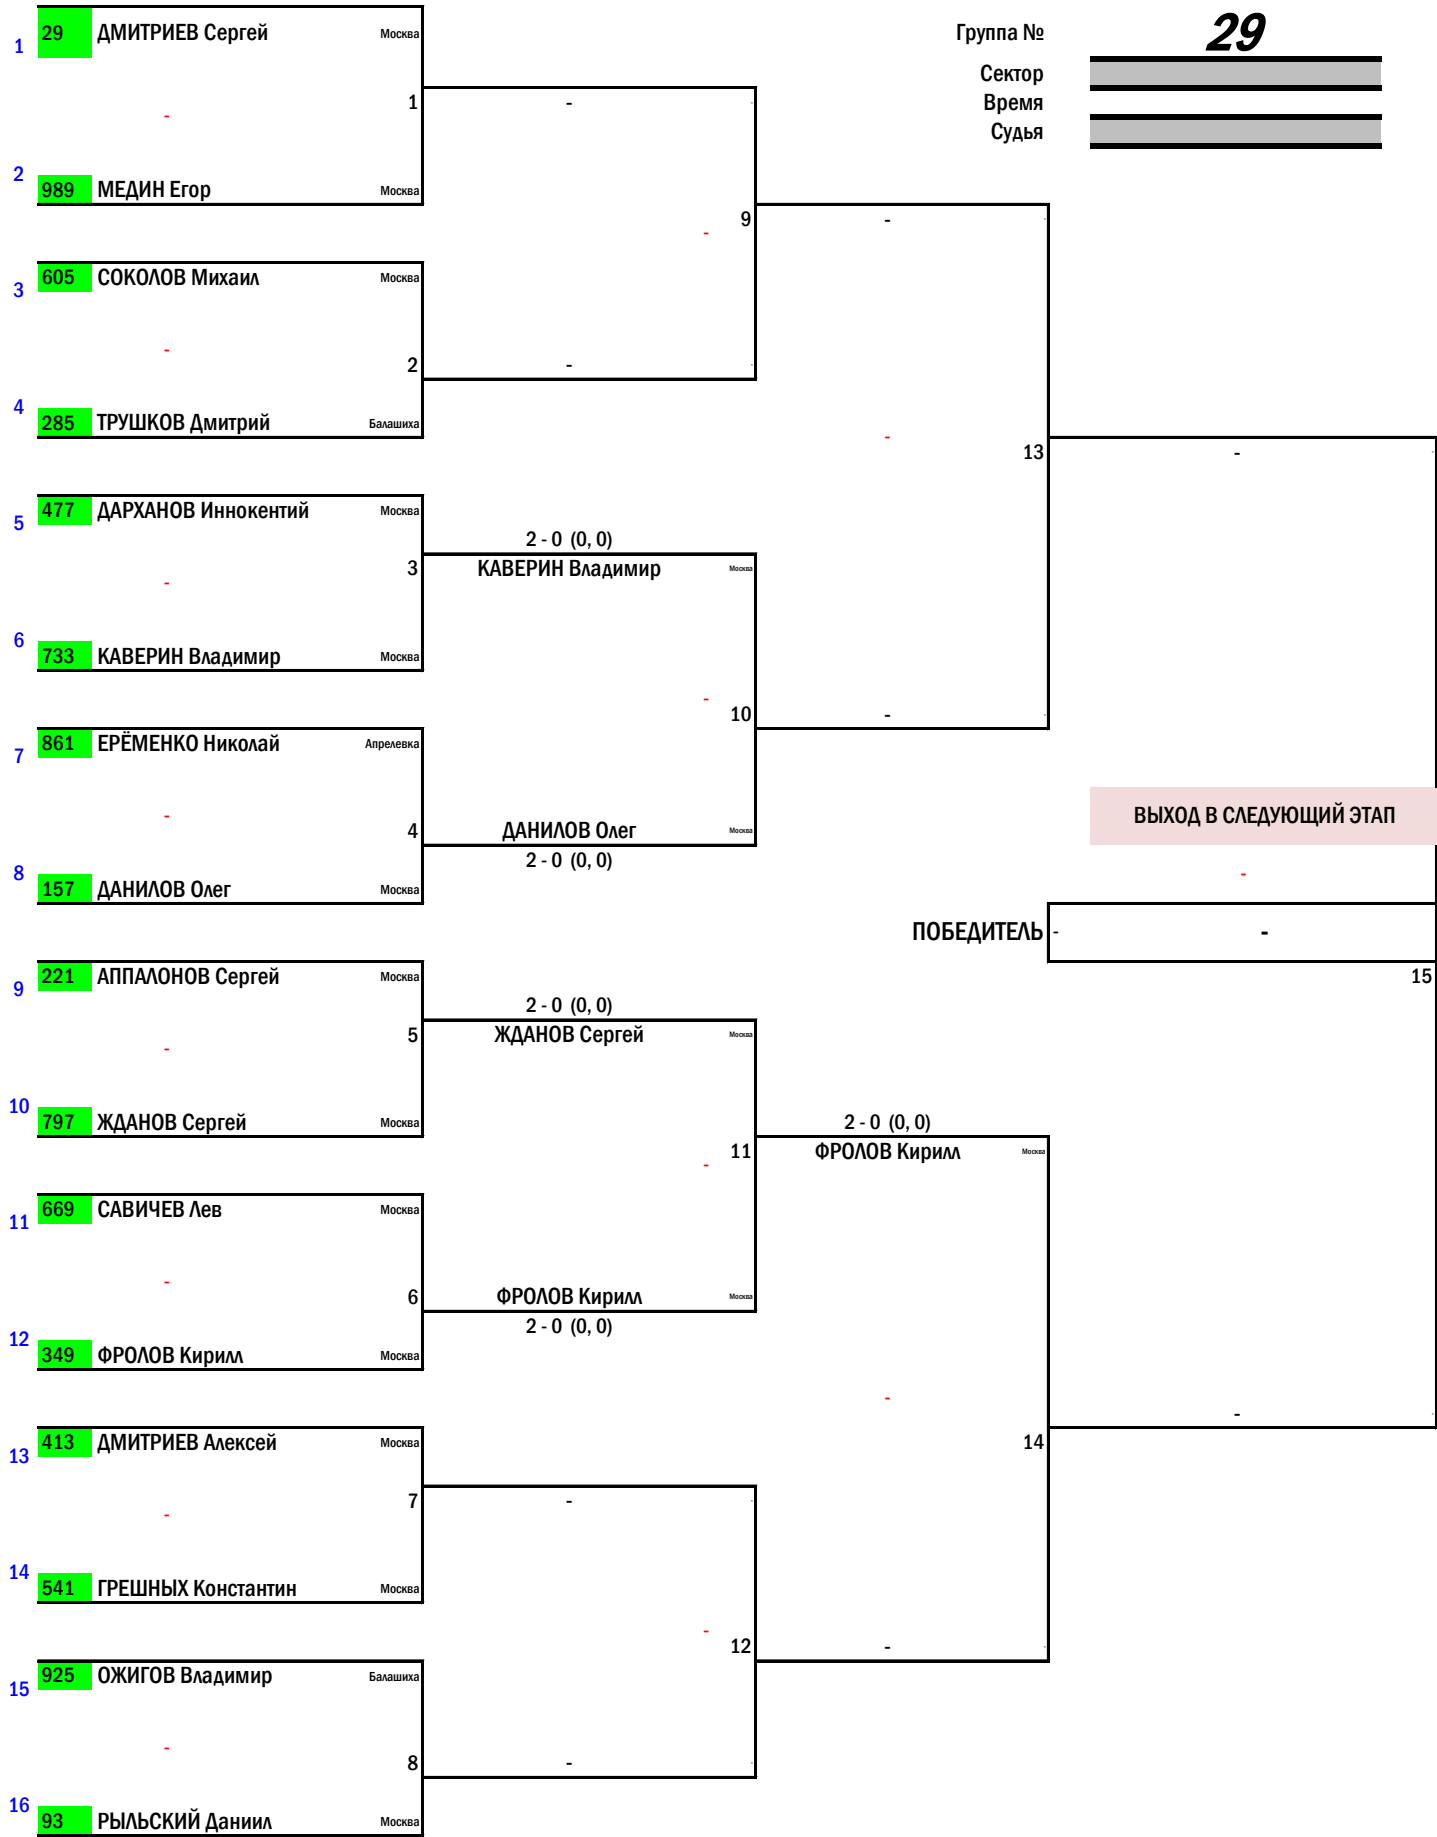 Группа № 29
Сектор
Время
Судья
1 29 ДМИТРИЕВ Сергей Москва
-
1 -
2 989 МЕДИН Егор Москва
9 -
-
3 605 СОКОЛОВ Михаил Москва
-
2 -
4 285 ТРУШКОВ Дмитрий Балашиха
-
13 -
5 477 ДАРХАНОВ Иннокентий Москва
2 - 0 (0, 0)
3 КАВЕРИН Владимир Москва
-
6 733 КАВЕРИН Владимир Москва
-
10 -
7 861 ЕРЁМЕНКО Николай Апрелевка
-
ВЫХОД В СЛЕДУЮЩИЙ ЭТАП
4 ДАНИЛОВ Олег Москва
2 - 0 (0, 0)
-
8 157 ДАНИЛОВ Олег Москва
ПОБЕДИТЕЛЬ - -
15
9 221 АППАЛОНОВ Сергей Москва
2 - 0 (0, 0)
5 ЖДАНОВ Сергей Москва
-
10 797 ЖДАНОВ Сергей Москва
2 - 0 (0, 0)
11 ФРОЛОВ Кирилл Москва
-
11 669 САВИЧЕВ Лев Москва
-
6 ФРОЛОВ Кирилл Москва
2 - 0 (0, 0)
12 349 ФРОЛОВ Кирилл Москва
-
-
13 413 ДМИТРИЕВ Алексей Москва
14
7 -
-
14 541 ГРЕШНЫХ Константин Москва
-
12 -
15 925 ОЖИГОВ Владимир Балашиха
-
8 -
16 93 РЫЛЬСКИЙ Даниил Москва